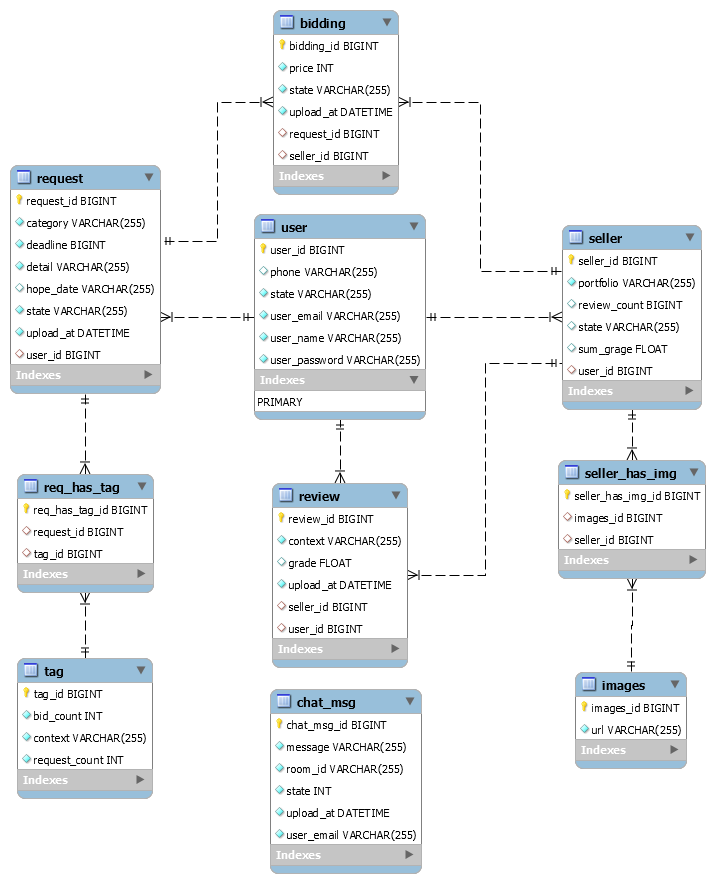 bidding
bidding_id BIGINT
price INT
state VARCHAR(255)
upload_at DATETIME
request_id BIGINT
seller_id BIGINT
Indexes
request
request_id BIGINT
category VARCHAR(255)
deadline BIGINT
detail VARCHAR(255)
hope_date VARCHAR(255)
state VARCHAR(255)
upload_at DATETIME
user_id BIGINT
Indexes
user
user_id BIGINT
phone VARCHAR(255)
state VARCHAR(255)
user_email VARCHAR(255)
user_name VARCHAR(255)
user_password VARCHAR(255)
Indexes
PRIMARY
seller
seller_id BIGINT
portfolio VARCHAR(255)
review_count BIGINT
state VARCHAR(255)
sum_grage FLOAT
user_id BIGINT
Indexes
req_has_tag
req_has_tag_id BIGINT
request_id BIGINT
tag_id BIGINT
Indexes
review
review_id BIGINT
context VARCHAR(255)
grade FLOAT
upload_at DATETIME
seller_id BIGINT
user_id BIGINT
Indexes
seller_has_img
seller_has_img_id BIGINT
images_id BIGINT
seller_id BIGINT
Indexes
tag
tag_id BIGINT
bid_count INT
context VARCHAR(255)
request_count INT
Indexes
chat_msg
chat_msg_id BIGINT
message VARCHAR(255)
room_id VARCHAR(255)
state INT
upload_at DATETIME
user_email VARCHAR(255)
Indexes
images
images_id BIGINT
url VARCHAR(255)
Indexes